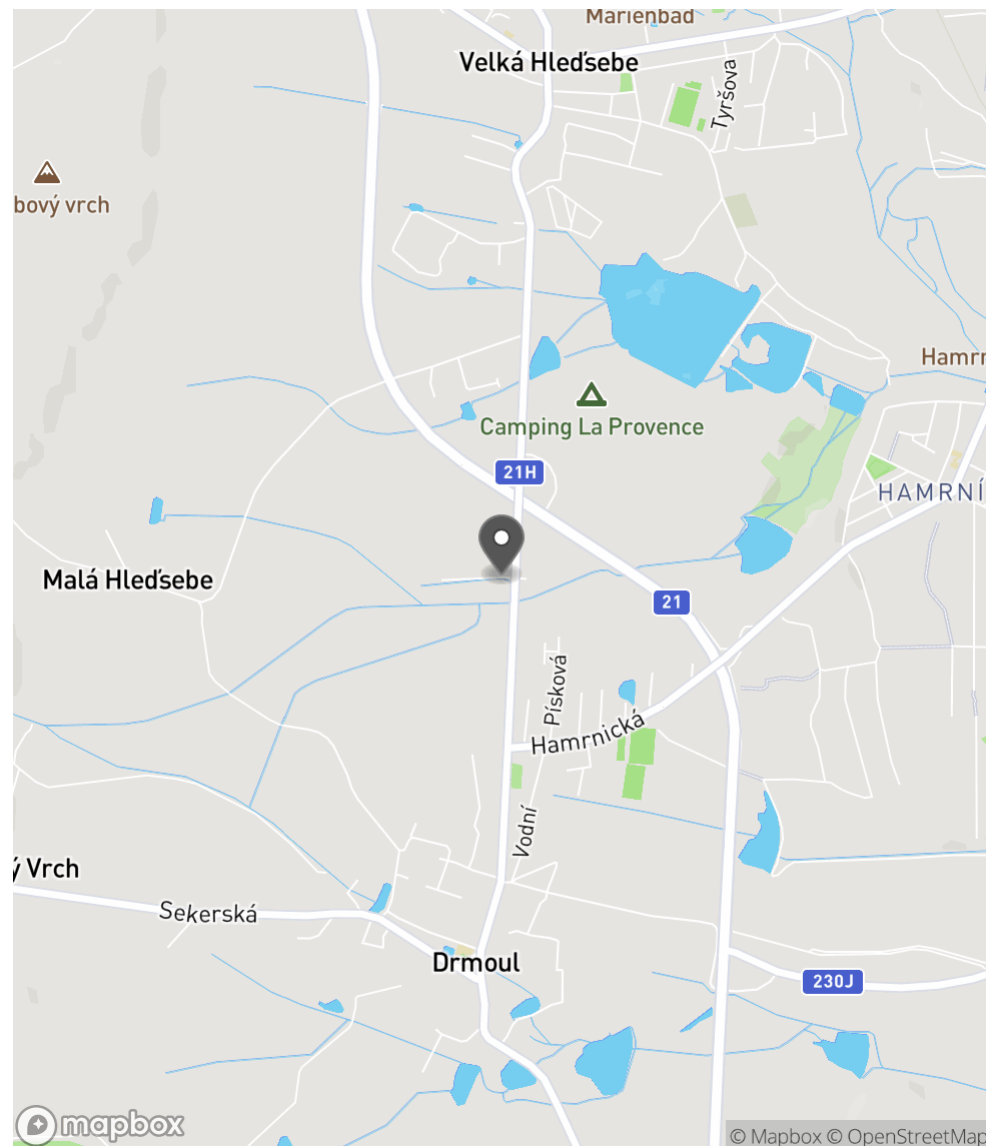 Marienbad
Velká Hleďsebe
Tyršova
bový vrch
Hamrn
Camping La Provence
21H
HAMRNÍ
Malá Hleďsebe
21
Písková
Hamrnická
Vodní
ý Vrch
Sekerská
Drmoul
230J
mapbox
© Mapbox © OpenStreetMap